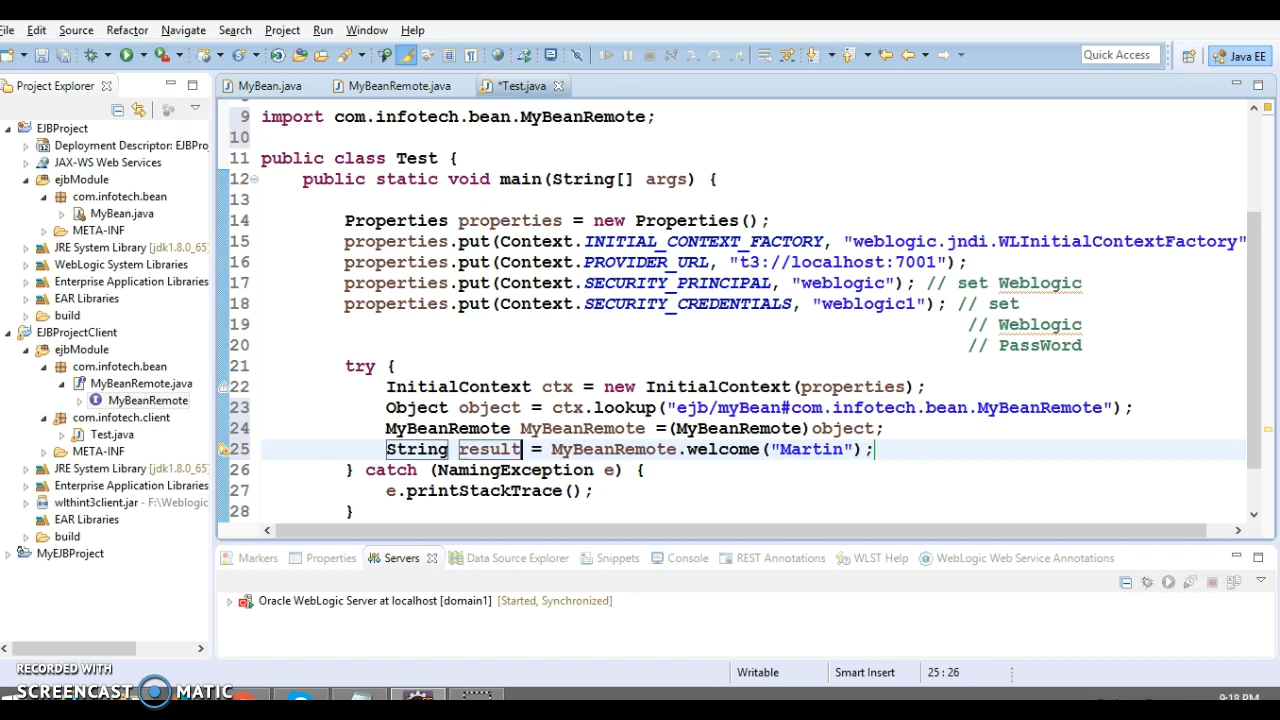 File Edit Source Refactor Navigate Search Project Run Window Help
Quick Access Java EE
Project Explorer
MyBean.java MyBeanRemote.java *Test.java
EJBProject
Deployment Descriptor: EJBPro
JAX-WS Web Services
ejbModule
com.infotech.bean
MyBean.java
META-INF
JRE System Library [jdk1.8.0_65]
WebLogic System Libraries
Enterprise Application Libraries
EAR Libraries
build
EJBProjectClient
ejbModule
com.infotech.bean
MyBeanRemote.java
MyBeanRemote
com.infotech.client
Test.java
META-INF
JRE System Library [jdk1.8.0_65]
Enterprise Application Libraries
wlthint3client.jar - F:\Weblogic
EAR Libraries
build
MyEJBProject
9 import com.infotech.bean.MyBeanRemote;
10
11 public class Test {
12 public static void main(String[] args) {
13
14 Properties properties = new Properties();
15 properties.put(Context.INITIAL_CONTEXT_FACTORY, "weblogic.jndi.WLInitialContextFactory"
16 properties.put(Context.PROVIDER_URL, "t3://localhost:7001");
17 properties.put(Context.SECURITY_PRINCIPAL, "weblogic"); // set Weblogic
18 properties.put(Context.SECURITY_CREDENTIALS, "weblogic1"); // set
19 // Weblogic
20 // PassWord
21 try {
22 InitialContext ctx = new InitialContext(properties);
23 Object object = ctx.lookup("ejb/myBean#com.infotech.bean.MyBeanRemote");
24 MyBeanRemote MyBeanRemote =(MyBeanRemote)object;
25 String result = MyBeanRemote.welcome("Martin");
26 } catch (NamingException e) {
27 e.printStackTrace();
28 }
Markers Properties Servers Data Source Explorer Snippets Console REST Annotations WLST Help WebLogic Web Service Annotations
Oracle WebLogic Server at localhost [domain1] [Started, Synchronized]
Writable Smart Insert 25 : 26
RECORDED WITH
SCREENCAST MATIC
9:18 PM